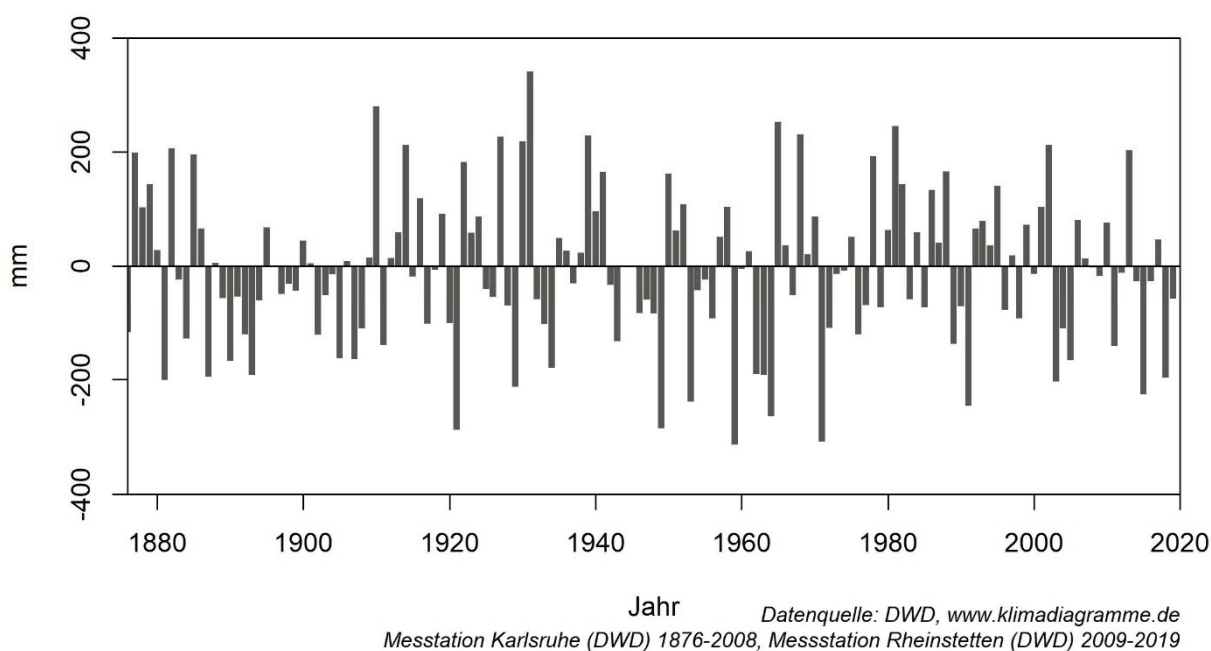 400
200
0
-200
-400
mm
1880 1900 1920 1940 1960 1980 2000 2020
Jahr
Datenquelle: DWD, www.klimadiagramme.de
Messtation Karlsruhe (DWD) 1876-2008, Messstation Rheinstetten (DWD) 2009-2019